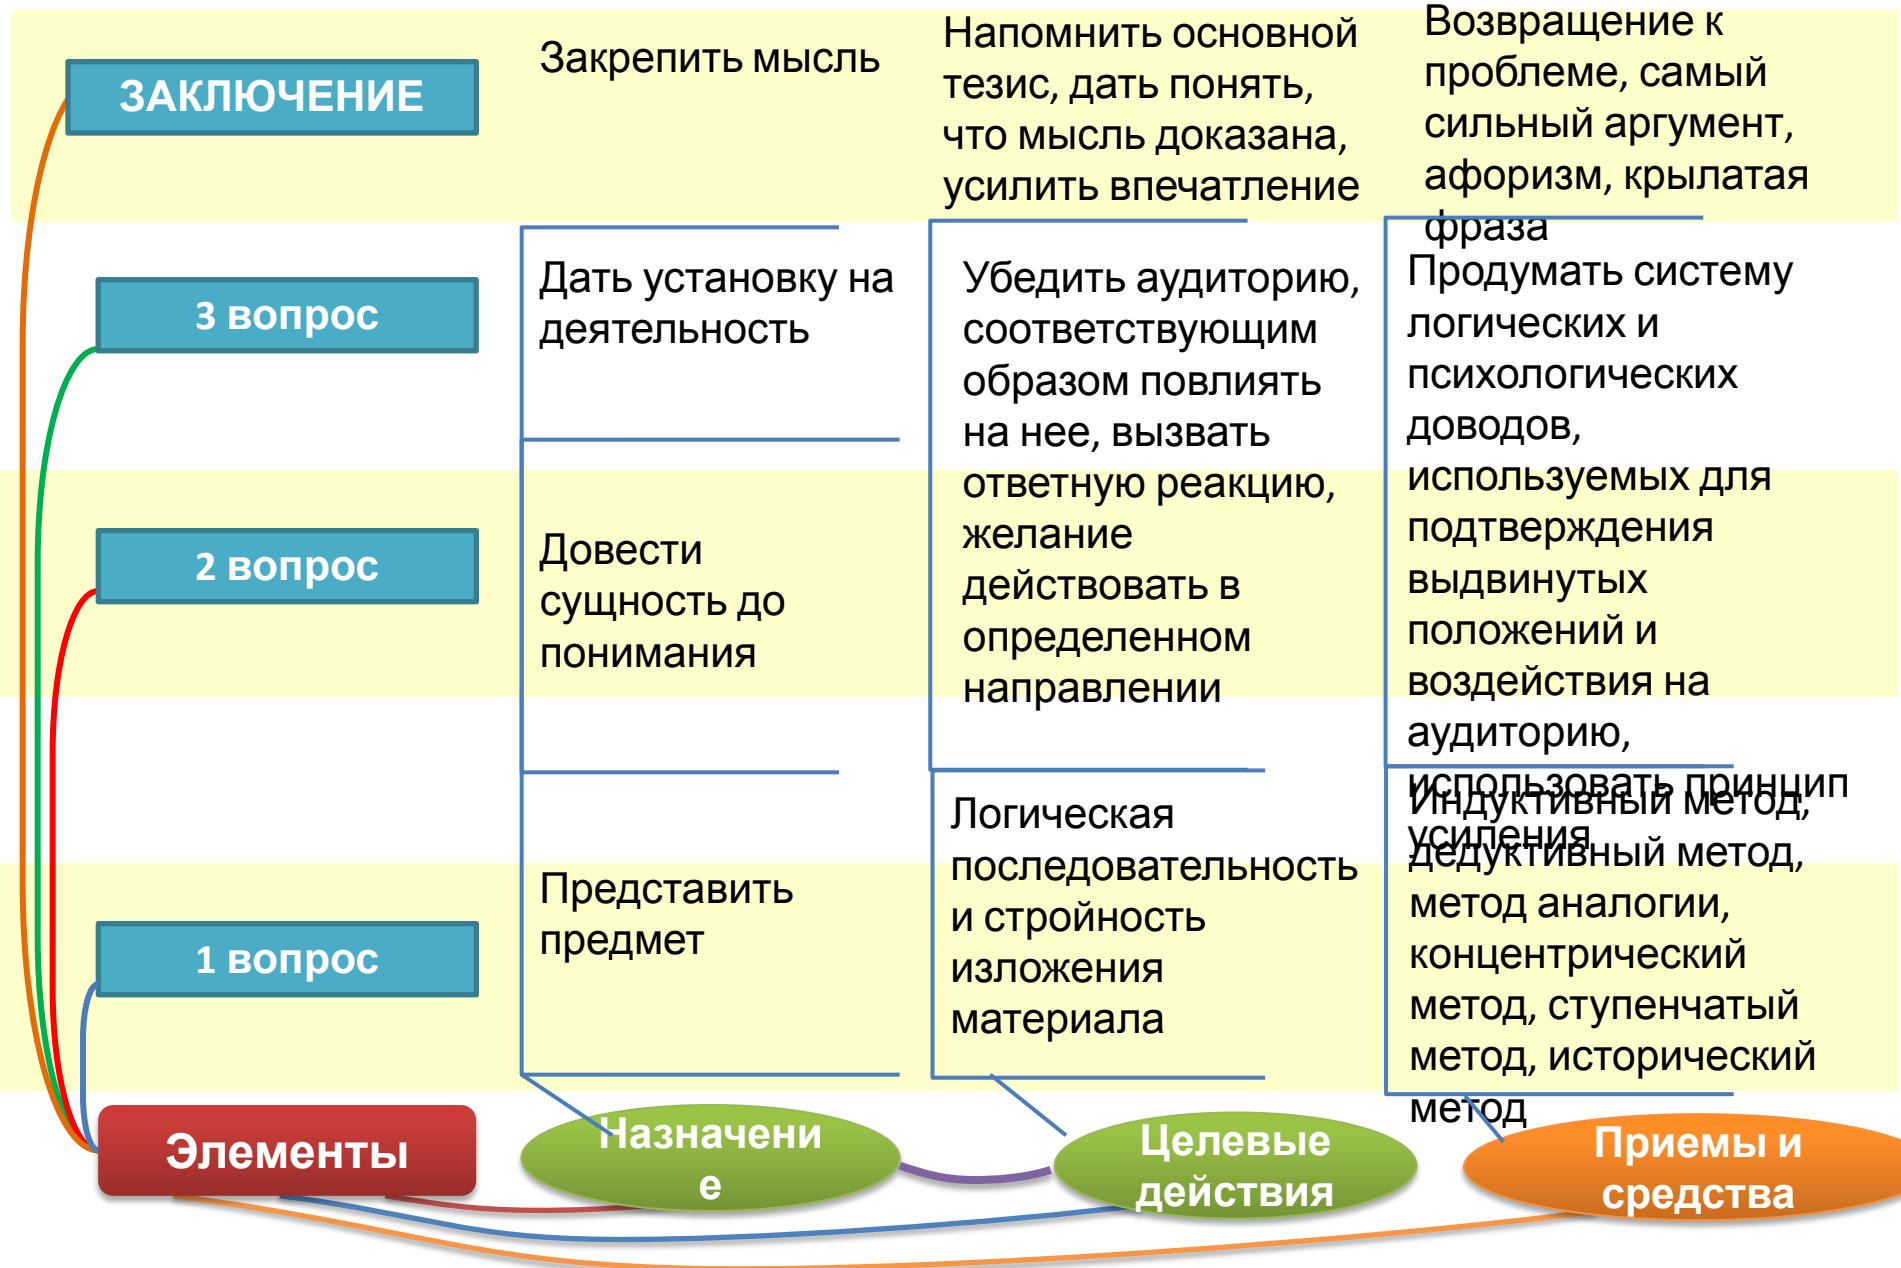 ЗАКЛЮЧЕНИЕ
Закрепить мысль
Напомнить основной
тезис, дать понять,
что мысль доказана,
усилить впечатление
Возвращение к
проблеме, самый
сильный аргумент,
афоризм, крылатая
фраза
3 вопрос
Дать установку на
деятельность
Убедить аудиторию,
соответствующим
образом повлиять
на нее, вызвать
ответную реакцию,
желание
действовать в
определенном
направлении
Продумать систему
логических и
психологических
доводов,
используемых для
подтверждения
выдвинутых
положений и
воздействия на
аудиторию,
использовать принцип
усиления
2 вопрос
Довести
сущность до
понимания
1 вопрос
Представить
предмет
Логическая
последовательность
и стройность
изложения
материала
Индуктивный метод,
дедуктивный метод,
метод аналогии,
концентрический
метод, ступенчатый
метод, исторический
метод
Элементы
Назначени
е
Целевые
действия
Приемы и
средства